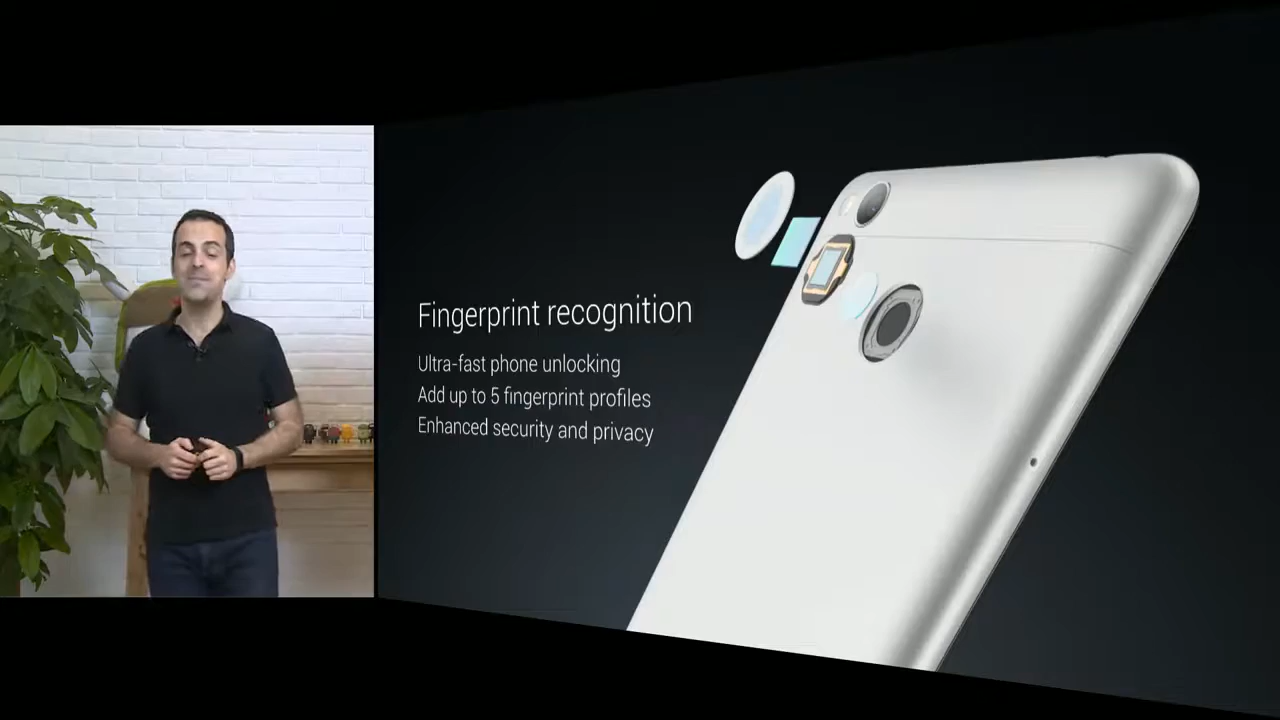 Fingerprint recognition
Ultra-fast phone unlocking
Add up to 5 fingerprint profiles
Enhanced security and privacy